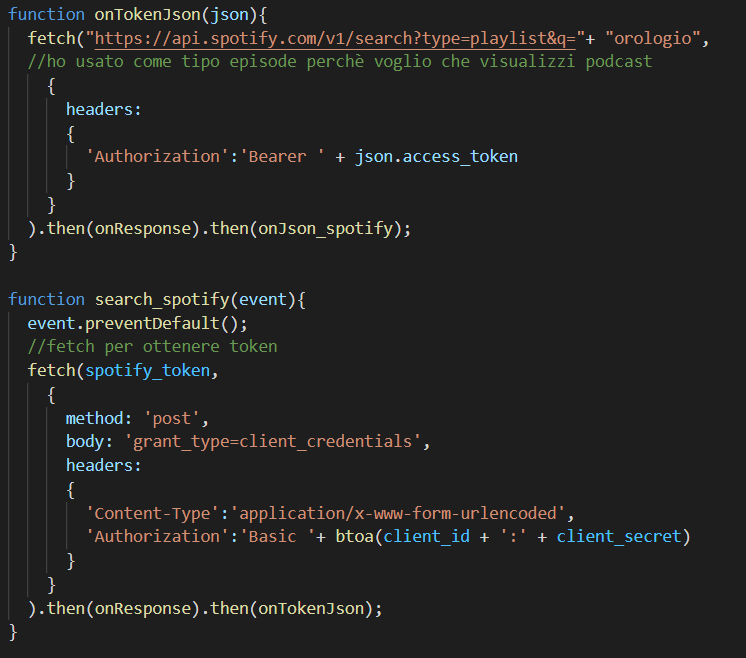 function onTokenJson(json){
fetch("https://api.spotify.com/v1/search?type=playlist&q="+ "orologio",
//ho usato come tipo episode perchè voglio che visualizzi podcast
{
headers:
{
'Authorization':'Bearer ' + json.access_token
}
}
).then(onResponse).then(onJson_spotify);
}
function search_spotify(event){
event.preventDefault();
//fetch per ottenere token
fetch(spotify_token,
{
method: 'post',
body: 'grant_type=client_credentials',
headers:
{
'Content-Type':'application/x-www-form-urlencoded',
'Authorization':'Basic '+ btoa(client_id + ':' + client_secret)
}
}
).then(onResponse).then(onTokenJson);
}